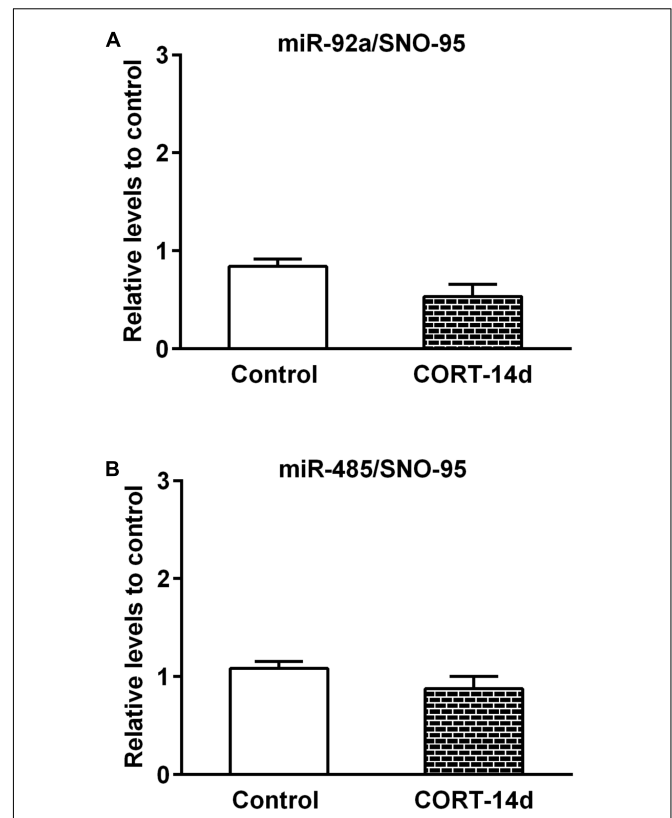 A
miR-92a/SNO-95
Relative levels to control
3
2
1
0
Control CORT-14d
B
miR-485/SNO-95
Relative levels to control
3
2
1
0
Control CORT-14d